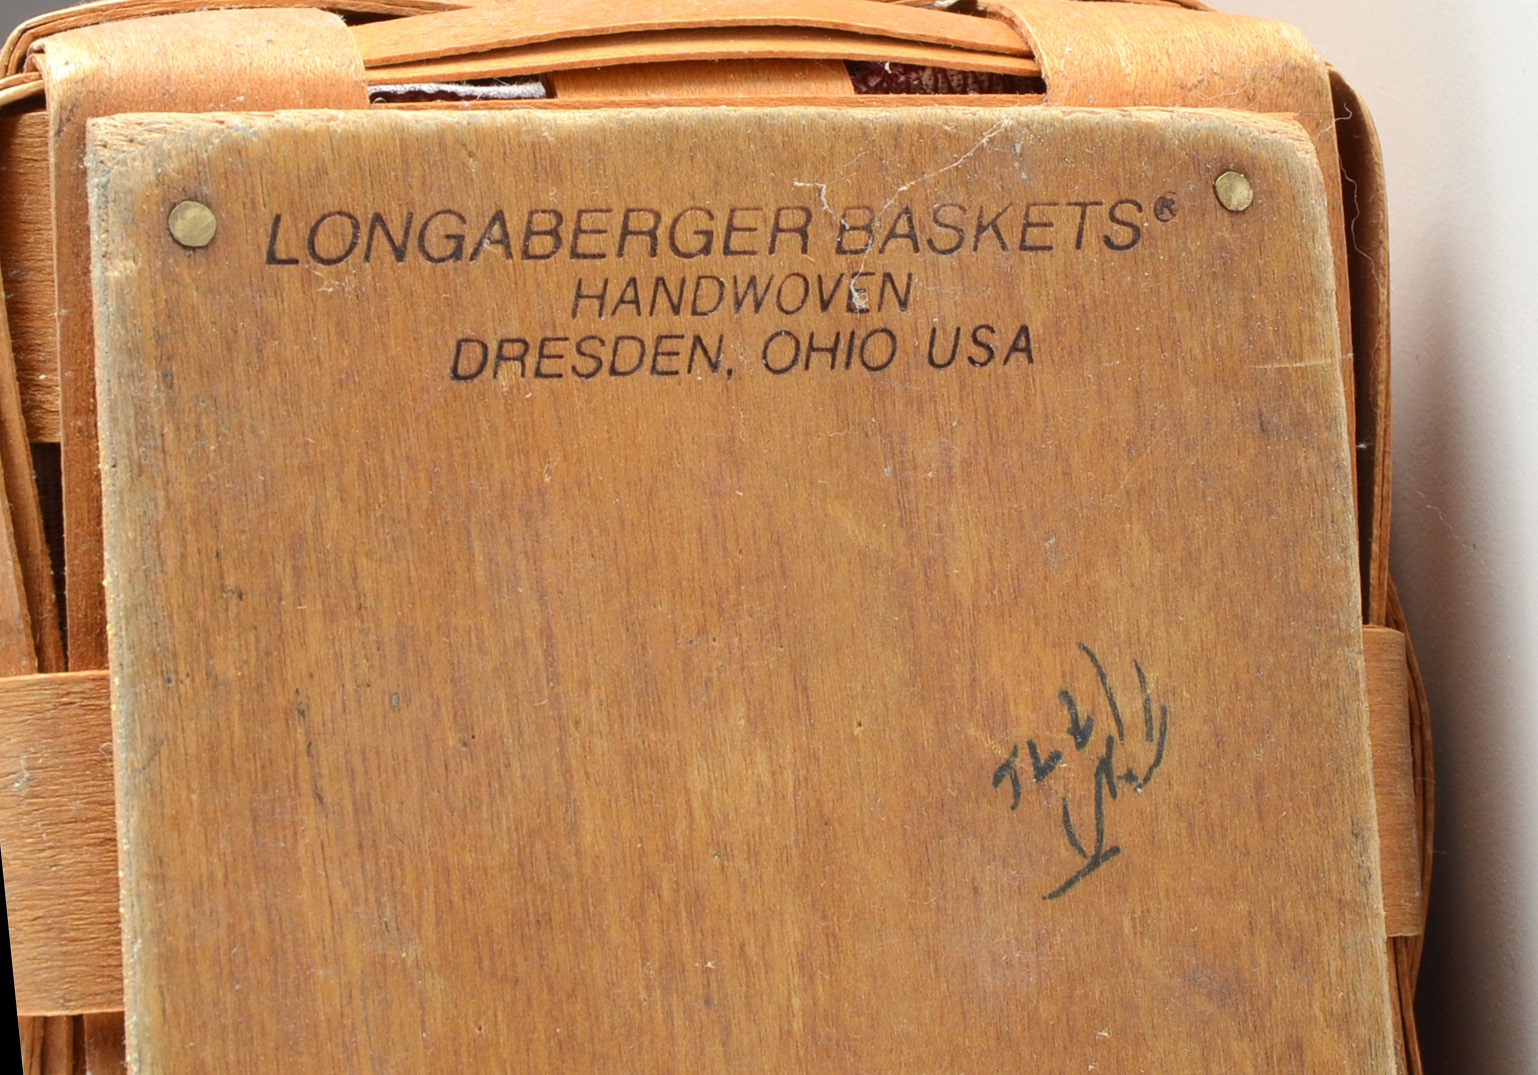 LONGABERGER BASKETS®
HANDWOVEN
DRESDEN, OHIO USA